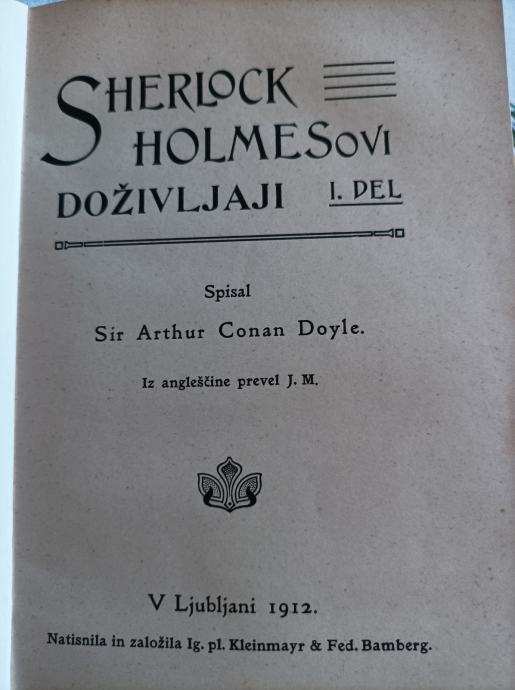 SHERLOCK
HOLMESOVI
DOŽIVLJAJI I. DEL
Spisal
Sir Arthur Conan Doyle.
Iz angleščine prevel J. M.
V Ljubljani 1912.
Natisnila in založila Ig. pl. Kleinmayr & Fed. Bamberg.